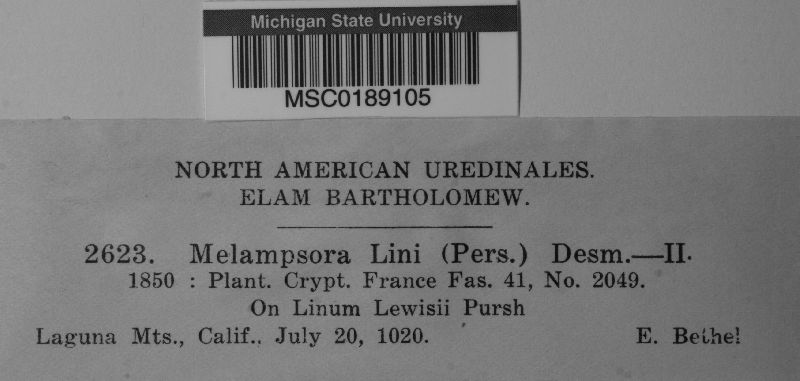 Michigan State University
MSC0189105
NORTH AMERICAN UREDINALES.
ELAM BARTHOLOMEW.
2623. Melampsora Lini (Pers.) Desm.—II.
1850 : Plant. Crypt. France Fas. 41, No. 2049.
On Linum Lewisii Pursh
Laguna Mts., Calif., July 20, 1020. E. Bethel